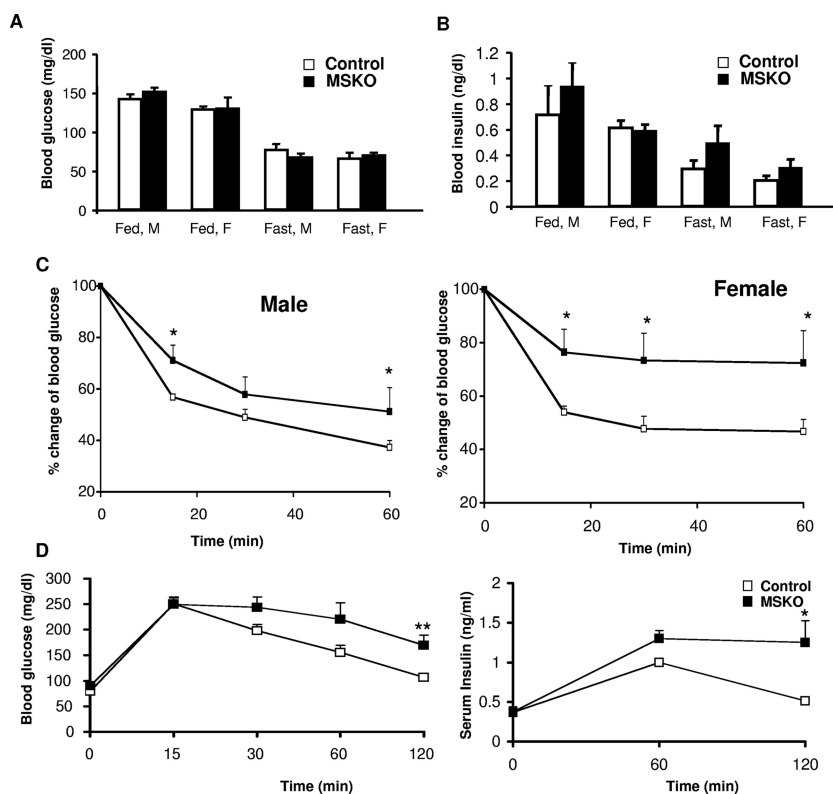 A
Blood glucose (mg/dl)
200
150
100
50
0
Control
MSKO
Fed, M
Fed, F
Fast, M
Fast, F
B
Blood insulin (ng/dl)
1.2
1
0.8
0.6
0.4
0.2
0
Control
MSKO
Fed, M
Fed, F
Fast, M
Fast, F
C
% change of blood glucose
100
80
60
40
20
Male
*
*
0
20
40
60
Time (min)
% change of blood glucose
100
80
60
40
20
Female
*
*
*
0
20
40
60
Time (min)
D
Blood glucose (mg/dl)
300
250
200
150
100
50
0
**
0
15
30
60
120
Time (min)
Serum Insulin (ng/ml)
2
1.5
1
0.5
0
Control
MSKO
*
0
60
120
Time (min)